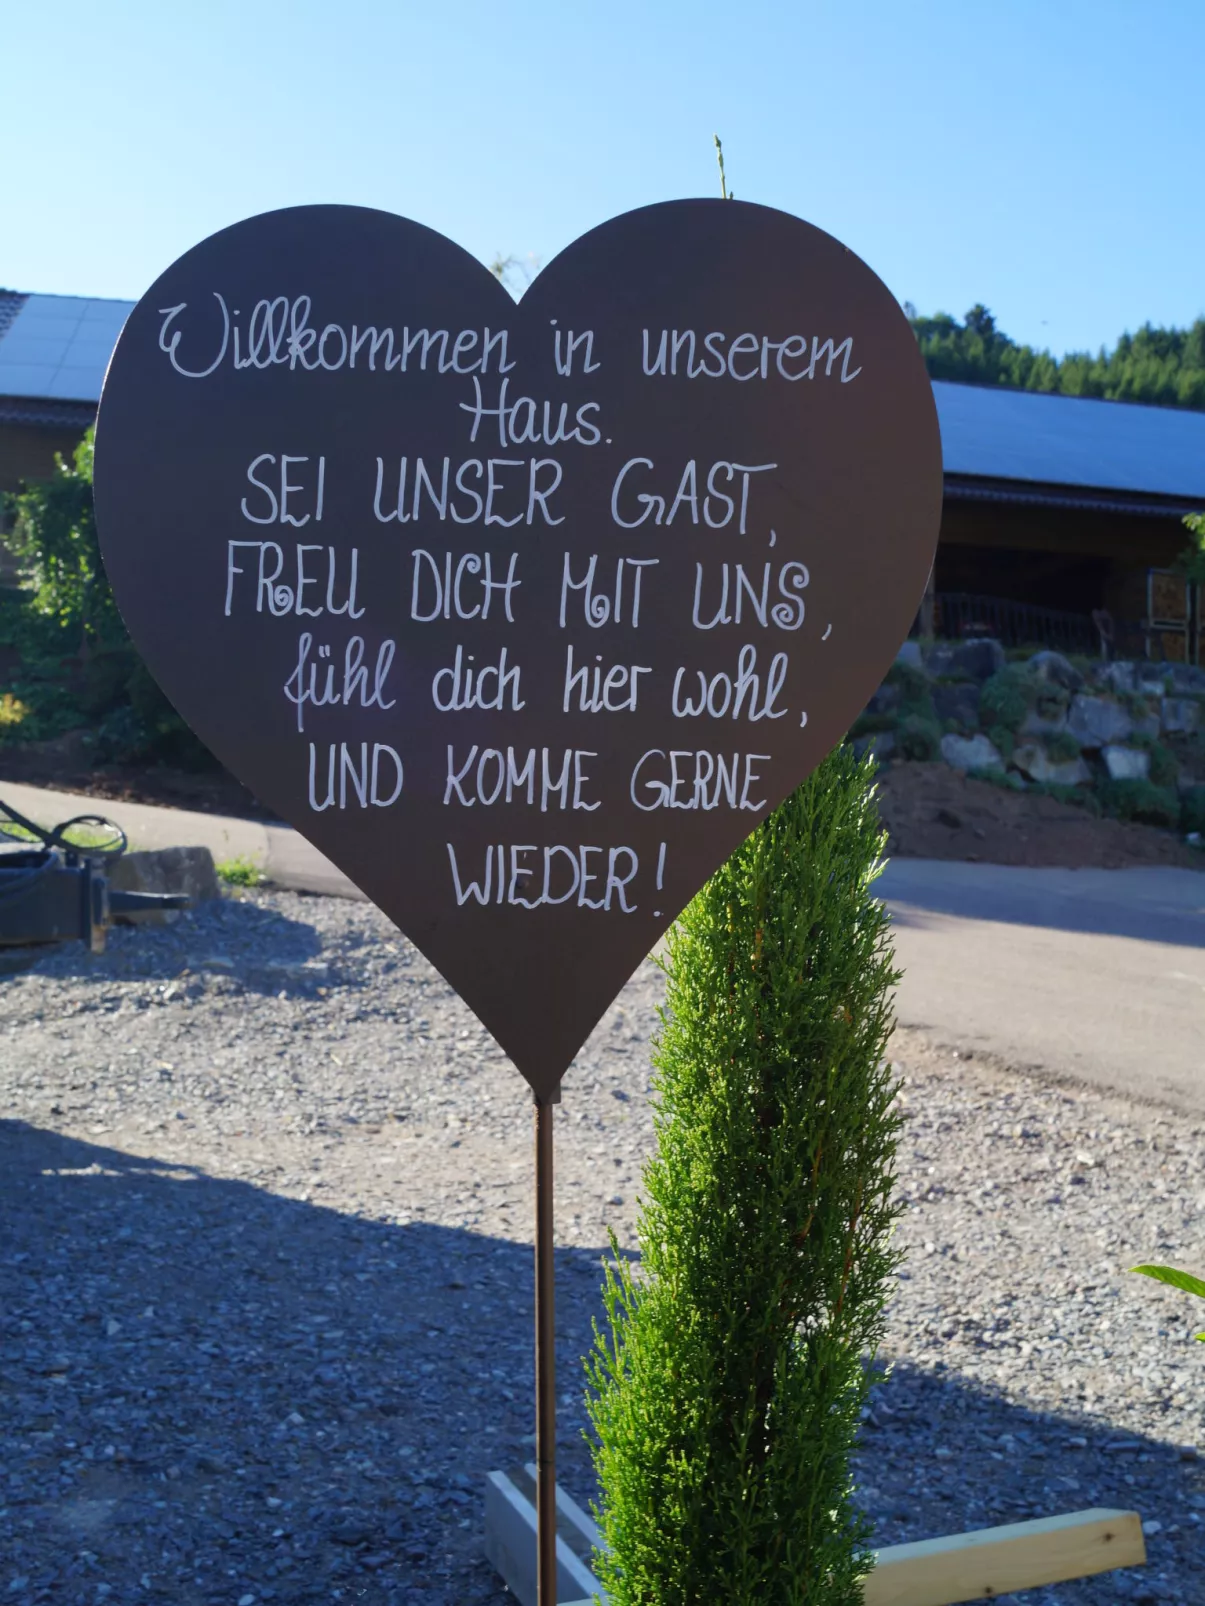 Willkommen in unserem
Haus.
SEI UNSER GAST,
FREU DICH MIT UNS,
fühl dich hier wohl,
UND KOMME GERNE
WIEDER!